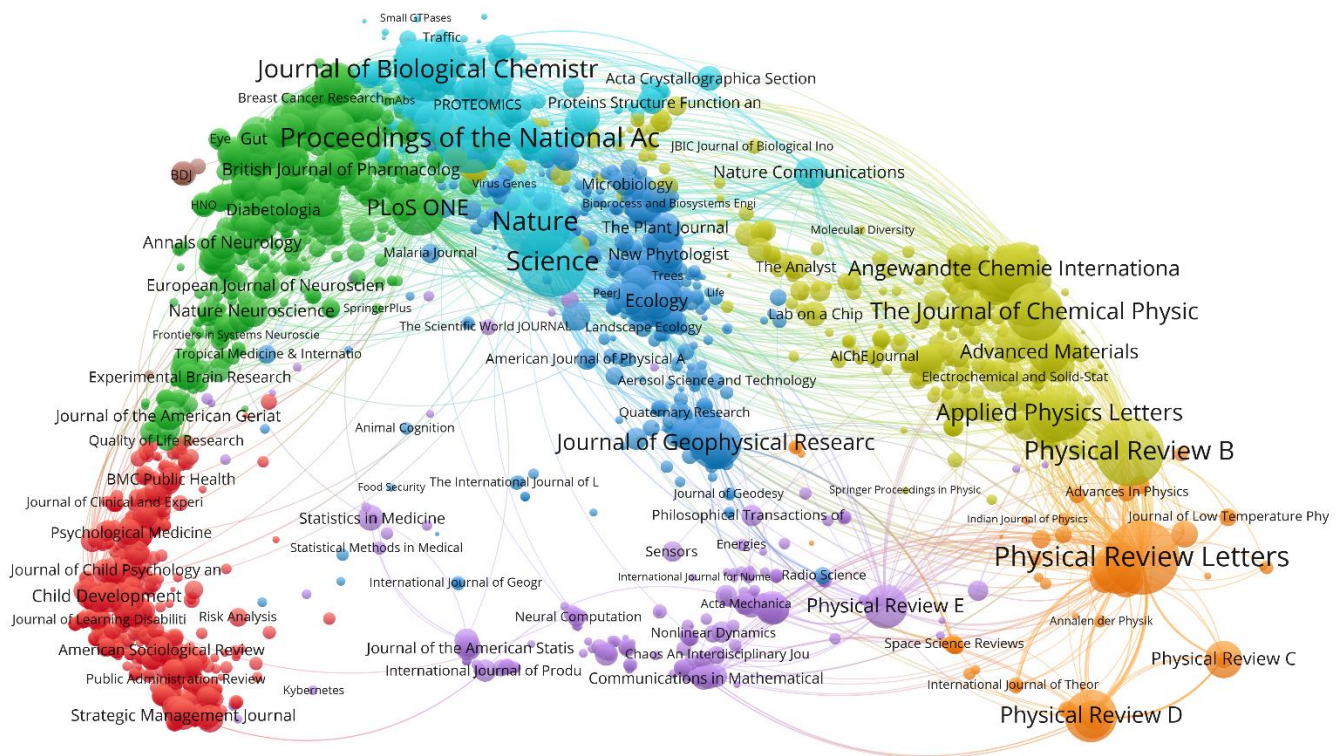 Small GTPases
Traffic
Journal of Biological Chemistr
Acta Crystallographica Section
Breast Cancer Research
mAbs
PROTEOMICS
Proteins Structure Function an
Eye
Gut
Proceedings of the National Ac
JBIC Journal of Biological Ino
BDJ
British Journal of Pharmacolog
Nature Communications
Virus Genes
Microbiology
HNO
Diabetologia
PLoS ONE
Bioprocess and Biosystems Engi
Nature
The Plant Journal
Molecular Diversity
Annals of Neurology
Malaria Journal
New Phytologist
Science
The Analyst
Angewandte Chemie Internationa
European Journal of Neuroscien
Trees
PeerJ
Life
Ecology
Nature Neuroscience
SpringerPlus
Lab on a Chip
The Journal of Chemical Physic
The Scientific World JOURNAL
Landscape Ecology
Frontiers in Systems Neuroscie
Tropical Medicine & Internatio
American Journal of Physical A
AIChE Journal
Advanced Materials
Experimental Brain Research
Aerosol Science and Technology
Electrochemical and Solid-Stat
Journal of the American Geriat
Quaternary Research
Applied Physics Letters
Animal Cognition
Quality of Life Research
Journal of Geophysical Researc
Physical Review B
BMC Public Health
Food Security
The International Journal of L
Journal of Geodesy
Springer Proceedings in Physic
Advances In Physics
Journal of Clinical and Experi
Statistics in Medicine
Philosophical Transactions of
Indian Journal of Physics
Journal of Low Temperature Phy
Psychological Medicine
Statistical Methods in Medical
Sensors
Energies
Physical Review Letters
Journal of Child Psychology an
International Journal of Geogr
International Journal for Nume
Radio Science
Child Development
Acta Mechanica
Physical Review E
Journal of Learning Disabiliti
Risk Analysis
Neural Computation
Annalen der Physik
Nonlinear Dynamics
Space Science Reviews
American Sociological Review
Journal of the American Statis
Chaos An Interdisciplinary Jou
Physical Review C
Public Administration Review
International Journal of Produ
Communications in Mathematical
International Journal of Theor
Kybernetes
Strategic Management Journal
Physical Review D